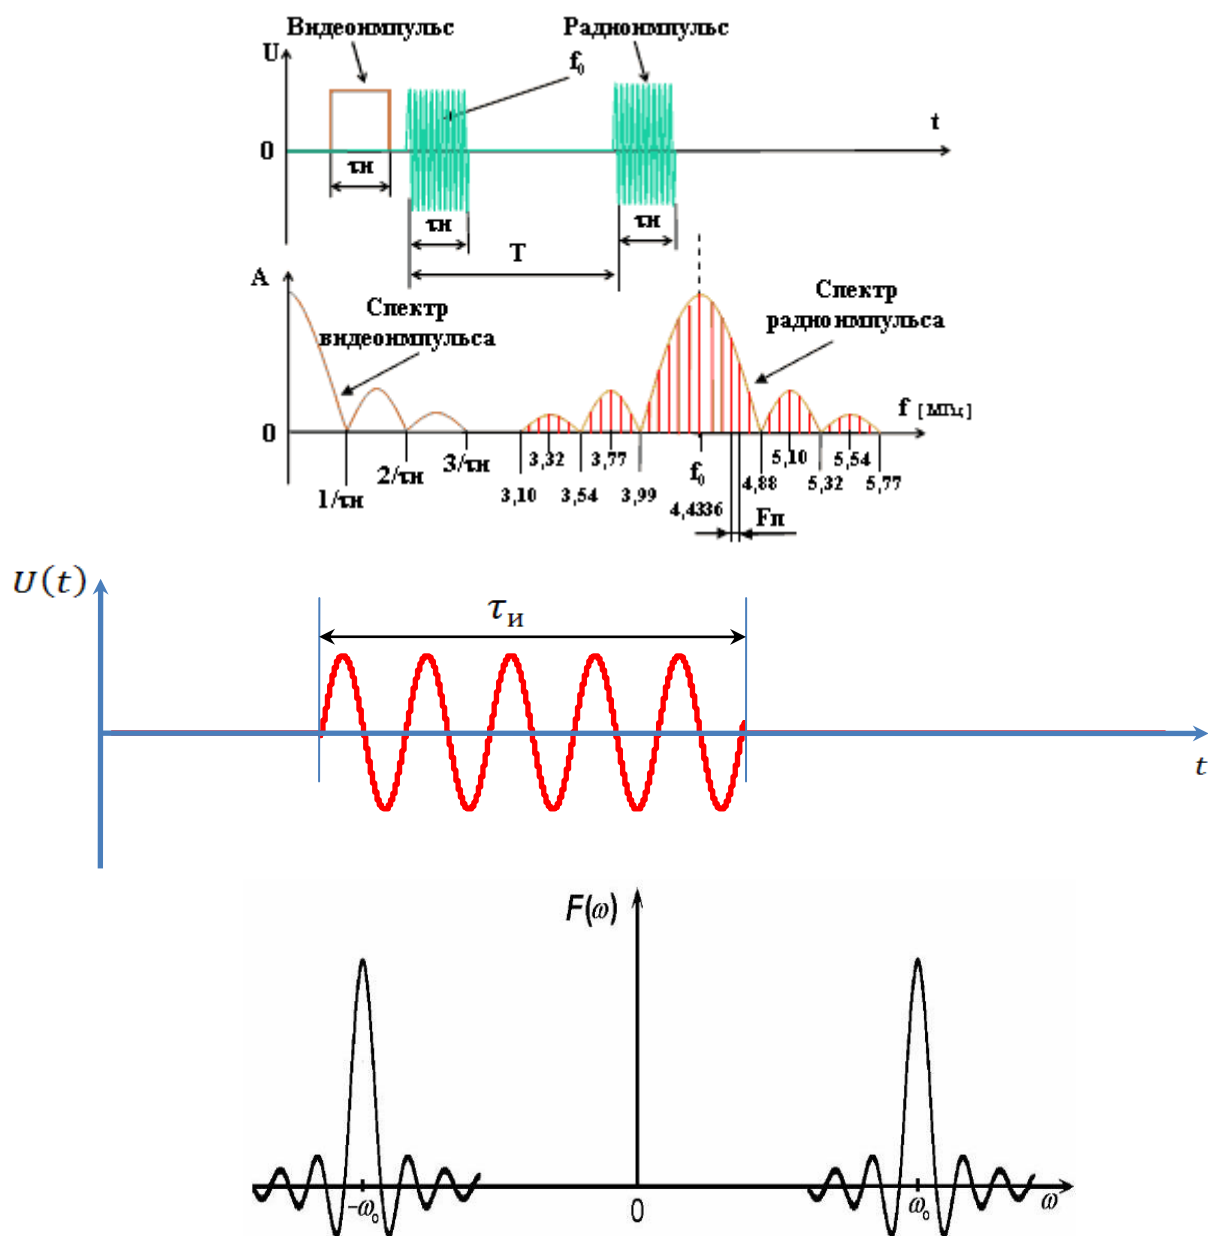 Видеоимпульс
Радиоимпульс
U
f₀
t
0
τи
τи
τи
T
A
Спектр
видеоимпульса
Спектр
радиоимпульса
f [МГц]
0
1/τи
2/τи
3/τи
3,10
3,32
3,54
3,77
3,99
f₀
4,4336
4,88
5,10
5,32
5,54
5,77
Fп
U(t)
τи
t
F(ω)
-ω₀
0
ω₀
ω